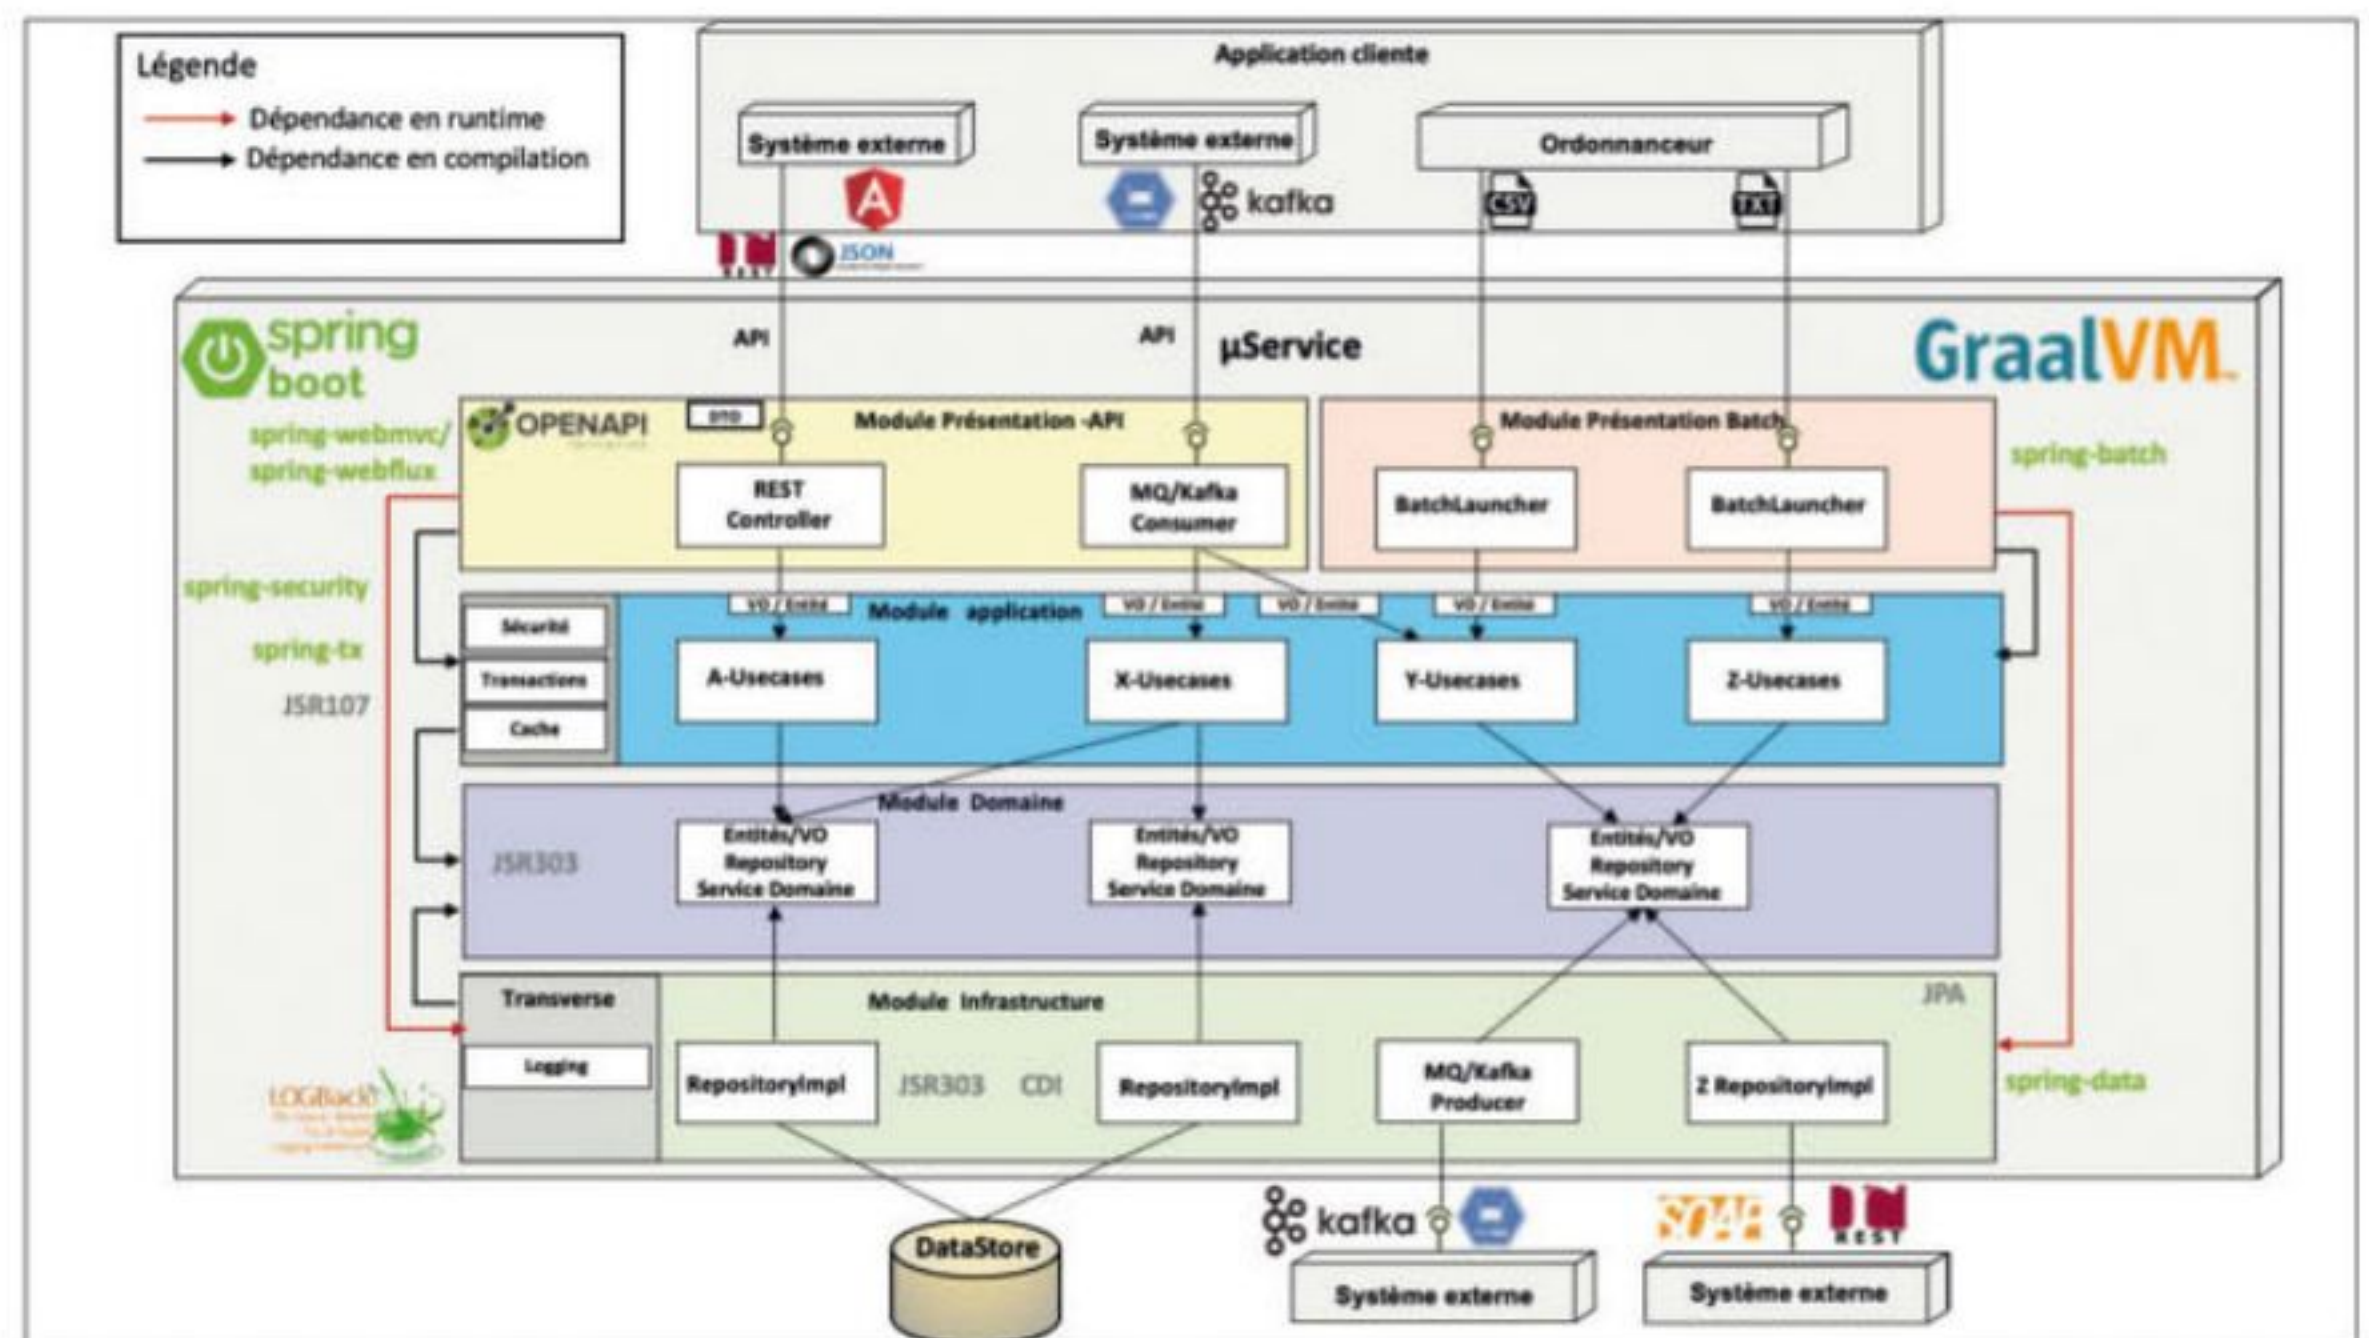 Légende
Dépendance en runtime
Dépendance en compilation
Application cliente
Système externe
Système externe
Ordonnanceur
kafka
CSV
TXT
REST
JSON
spring
boot
API
API
µService
GraalVM
spring-webmvc/
spring-webflux
OPENAPI
DTO
Module Présentation -API
Module Présentation Batch
spring-batch
REST
Controller
MQ/Kafka
Consumer
BatchLauncher
BatchLauncher
spring-security
spring-tx
JSR107
Sécurité
Transactions
Cache
VO / Entité
Module application
VO / Entité
VO / Entité
VO / Entité
VO / Entité
A-Usecases
X-Usecases
Y-Usecases
Z-Usecases
Module Domaine
JSR303
Entités/VO
Repository
Service Domaine
Entités/VO
Repository
Service Domaine
Entités/VO
Repository
Service Domaine
Transverse
Module Infrastructure
JPA
Logging
RepositoryImpl
JSR303 CDI
RepositoryImpl
MQ/Kafka
Producer
Z RepositoryImpl
spring-data
LOGBack
DataStore
kafka
SOAP
REST
Système externe
Système externe